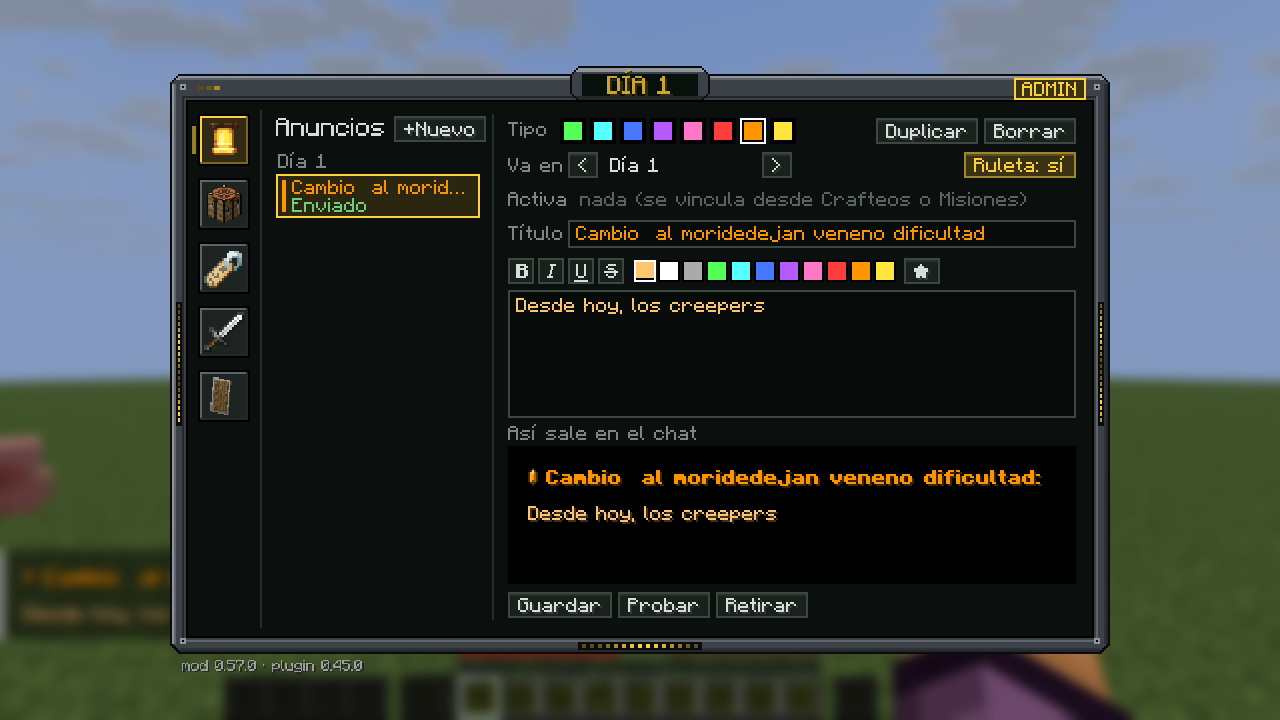 DÍA 1
ADMIN
Anuncios
+Nuevo
Día 1
Cambio  al morid...
Enviado
Tipo
Duplicar
Borrar
Va en < Día 1 >
Ruleta: sí
Activa nada (se vincula desde Crafteos o Misiones)
Título Cambio  al moridedejan veneno dificultad
B I U S
Desde hoy, los creepers
Así sale en el chat
Cambio  al moridedejan veneno dificultad:
Desde hoy, los creepers
Guardar
Probar
Retirar
mod 0.57.0 · plugin 0.45.0